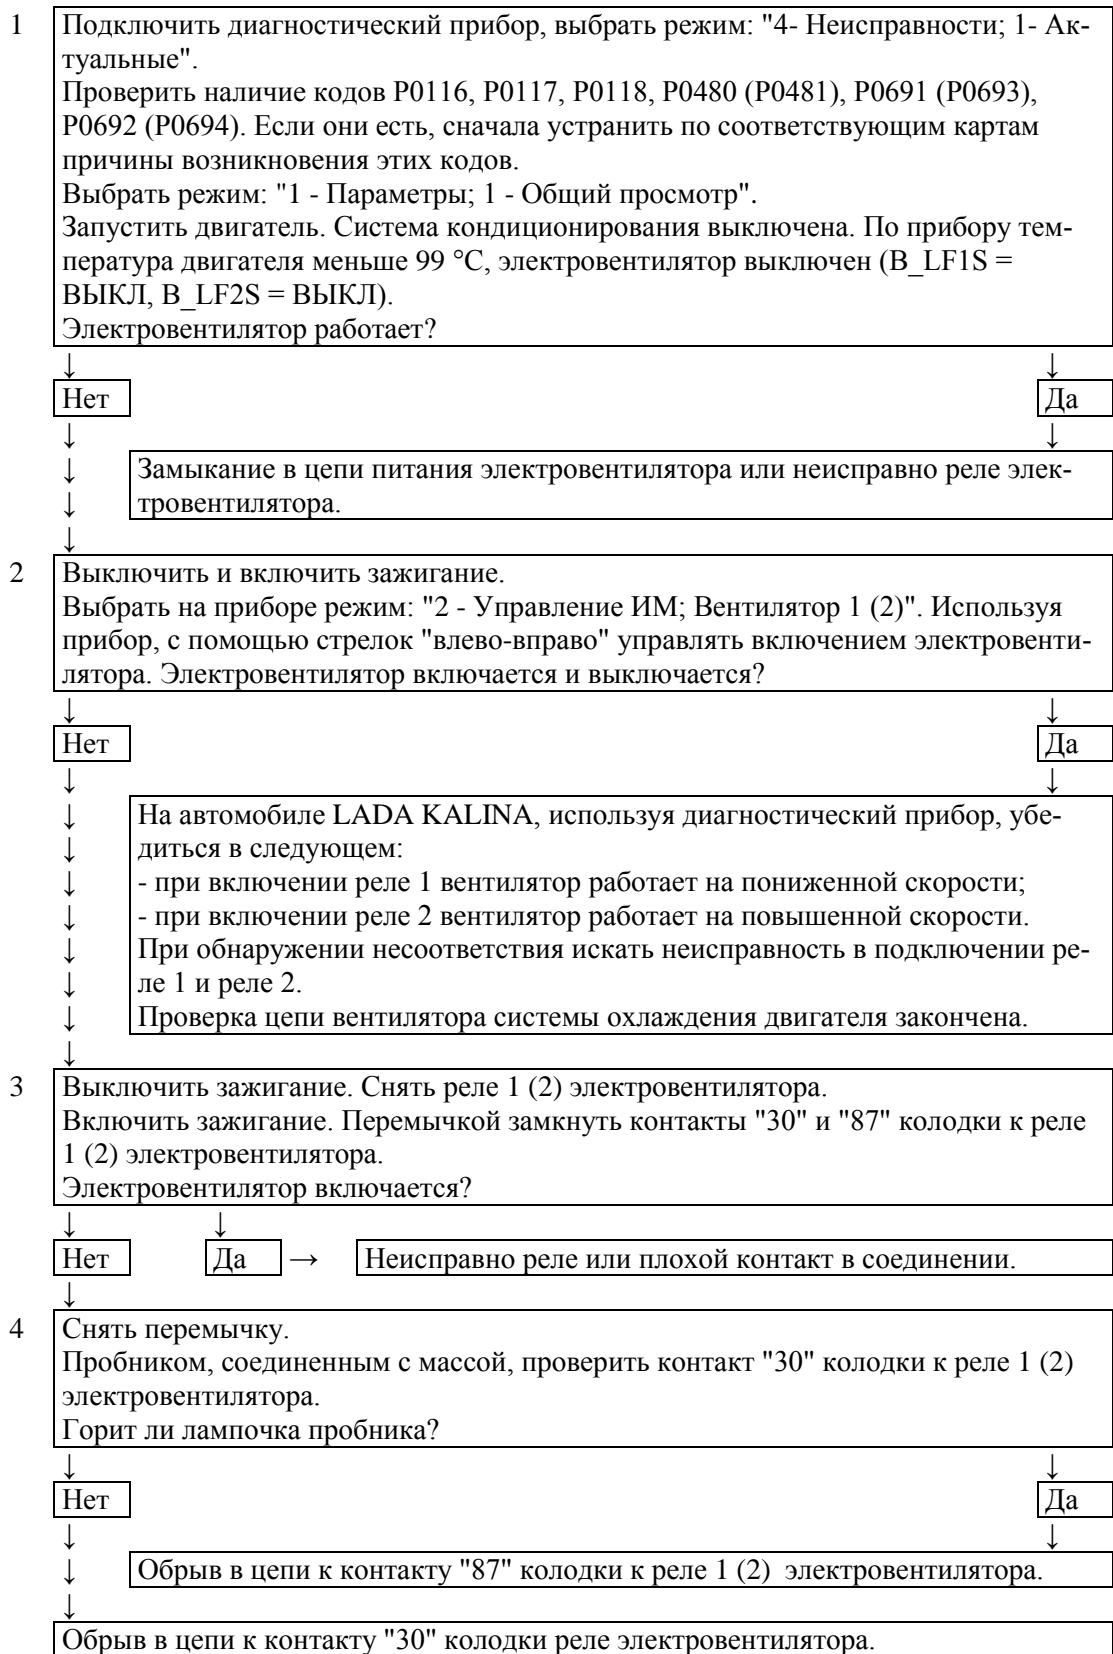 1 Подключить диагностический прибор, выбрать режим: "4- Неисправности; 1- Ак-
туальные".
Проверить наличие кодов P0116, P0117, P0118, P0480 (P0481), P0691 (P0693),
P0692 (P0694). Если они есть, сначала устранить по соответствующим картам
причины возникновения этих кодов.
Выбрать режим: "1 - Параметры; 1 - Общий просмотр".
Запустить двигатель. Система кондиционирования выключена. По прибору тем-
пература двигателя меньше 99 °С, электровентилятор выключен (B_LF1S =
ВЫКЛ, B_LF2S = ВЫКЛ).
Электровентилятор работает?
↓ ↓
Нет Да
↓ ↓
↓ Замыкание в цепи питания электровентилятора или неисправно реле элек-
↓ тровентилятора.
↓
2 Выключить и включить зажигание.
Выбрать на приборе режим: "2 - Управление ИМ; Вентилятор 1 (2)". Используя
прибор, с помощью стрелок "влево-вправо" управлять включением электровенти-
лятора. Электровентилятор включается и выключается?
↓ ↓
Нет Да
↓ ↓
↓ На автомобиле LADA KALINA, используя диагностический прибор, убе-
↓ диться в следующем:
↓ - при включении реле 1 вентилятор работает на пониженной скорости;
↓ - при включении реле 2 вентилятор работает на повышенной скорости.
↓ При обнаружении несоответствия искать неисправность в подключении ре-
↓ ле 1 и реле 2.
↓ Проверка цепи вентилятора системы охлаждения двигателя закончена.
↓
3 Выключить зажигание. Снять реле 1 (2) электровентилятора.
Включить зажигание. Перемычкой замкнуть контакты "30" и "87" колодки к реле
1 (2) электровентилятора.
Электровентилятор включается?
↓ ↓
Нет Да → Неисправно реле или плохой контакт в соединении.
↓
4 Снять перемычку.
Пробником, соединенным с массой, проверить контакт "30" колодки к реле 1 (2)
электровентилятора.
Горит ли лампочка пробника?
↓ ↓
Нет Да
↓ ↓
↓ Обрыв в цепи к контакту "87" колодки к реле 1 (2) электровентилятора.
↓
Обрыв в цепи к контакту "30" колодки реле электровентилятора.